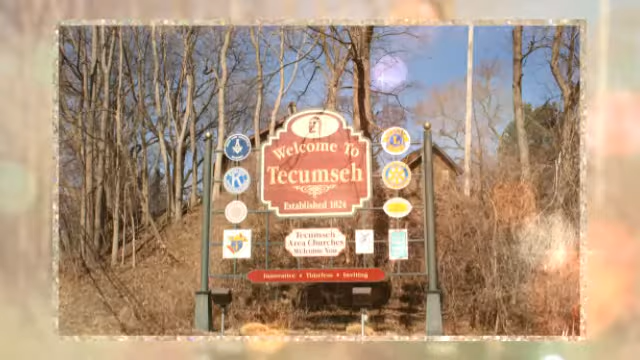 Welcome To
Tecumseh
Established 1824
Tecumseh
Area Churches
Welcome You
Innovative • Timeless • Inviting